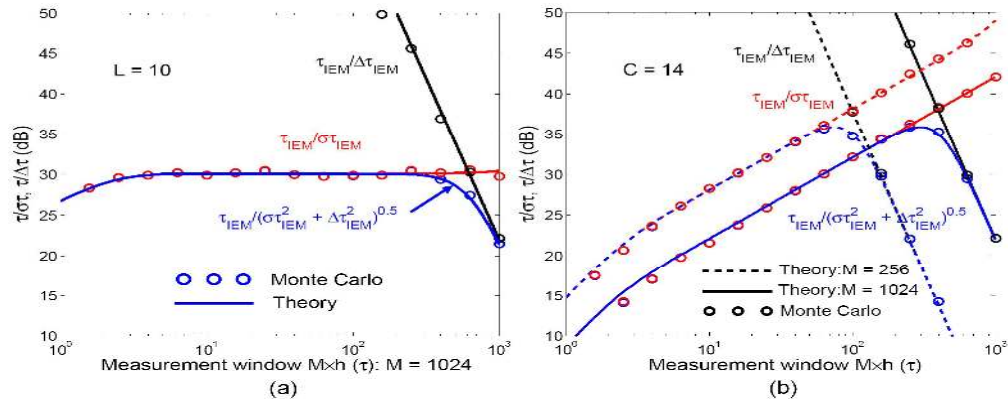 50
45
40
35
30
25
20
15
10
τ/στ, τ/Δτ (dB)
L = 10
τIEM/ΔτIEM
τIEM/στIEM
τIEM/(στ²IEM + Δτ²IEM)^0.5
Monte Carlo
Theory
10⁰ 10¹ 10² 10³
Measurement window M×h (τ): M = 1024
(a)
50
45
40
35
30
25
20
15
10
τ/στ, τ/Δτ (dB)
C = 14
τIEM/ΔτIEM
τIEM/στIEM
τIEM/(στ²IEM + Δτ²IEM)^0.5
Theory:M = 256
Theory:M = 1024
Monte Carlo
10⁰ 10¹ 10² 10³
Measurement window M×h (τ)
(b)